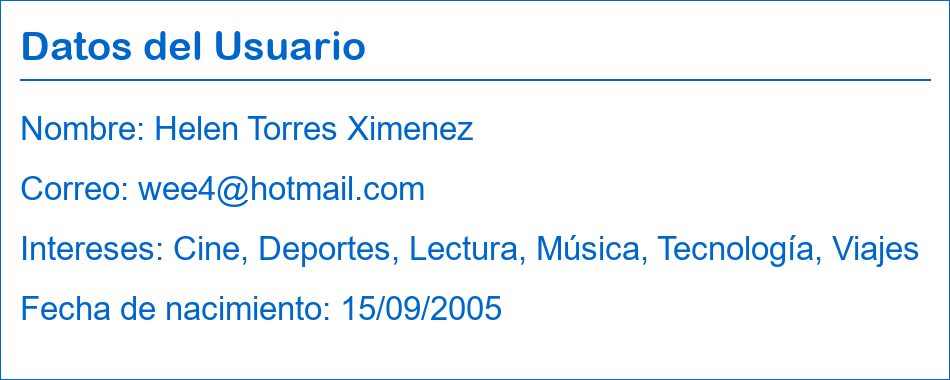 Datos del Usuario
Nombre: Helen Torres Ximenez
Correo: wee4@hotmail.com
Intereses: Cine, Deportes, Lectura, Música, Tecnología, Viajes
Fecha de nacimiento: 15/09/2005